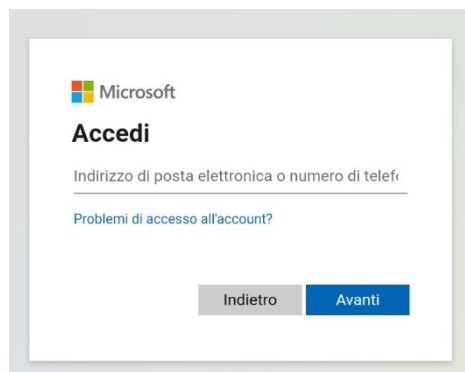 Microsoft
Accedi
Indirizzo di posta elettronica o numero di telef
Problemi di accesso all'account?
Indietro
Avanti